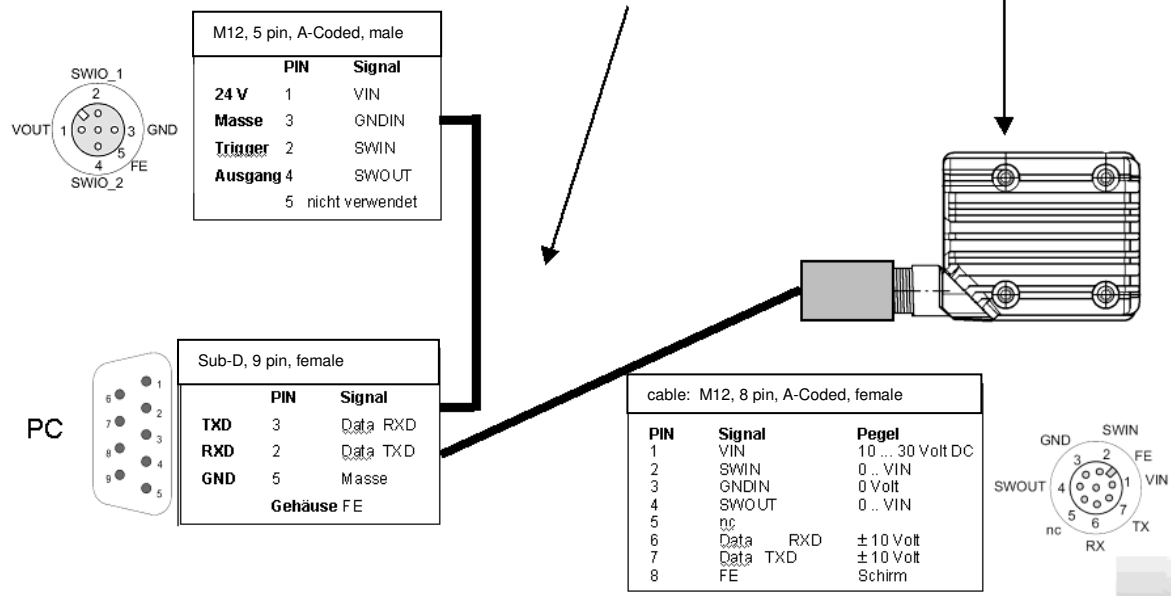 M12, 5 pin, A-Coded, male
PIN Signal
24 V 1 VIN
Masse 3 GNDIN
Trigger 2 SWIN
Ausgang 4 SWOUT
5 nicht verwendet
SWIO_1
2
VOUT 1 3 GND
5
4 FE
SWIO_2
Sub-D, 9 pin, female
PIN Signal
TXD 3 Data RXD
RXD 2 Data TXD
GND 5 Masse
Gehäuse FE
PC
1
6
2
7
3
8
4
9
5
cable: M12, 8 pin, A-Coded, female
PIN Signal Pegel
1 VIN 10 ... 30 Volt DC
2 SWIN 0 .. VIN
3 GNDIN 0 Volt
4 SWOUT 0 .. VIN
5 nc
6 Data RXD ± 10 Volt
7 Data TXD ± 10 Volt
8 FE Schirm
SWIN
GND
3 2 FE
1 VIN
SWOUT 4
5 6 7
nc TX
RX